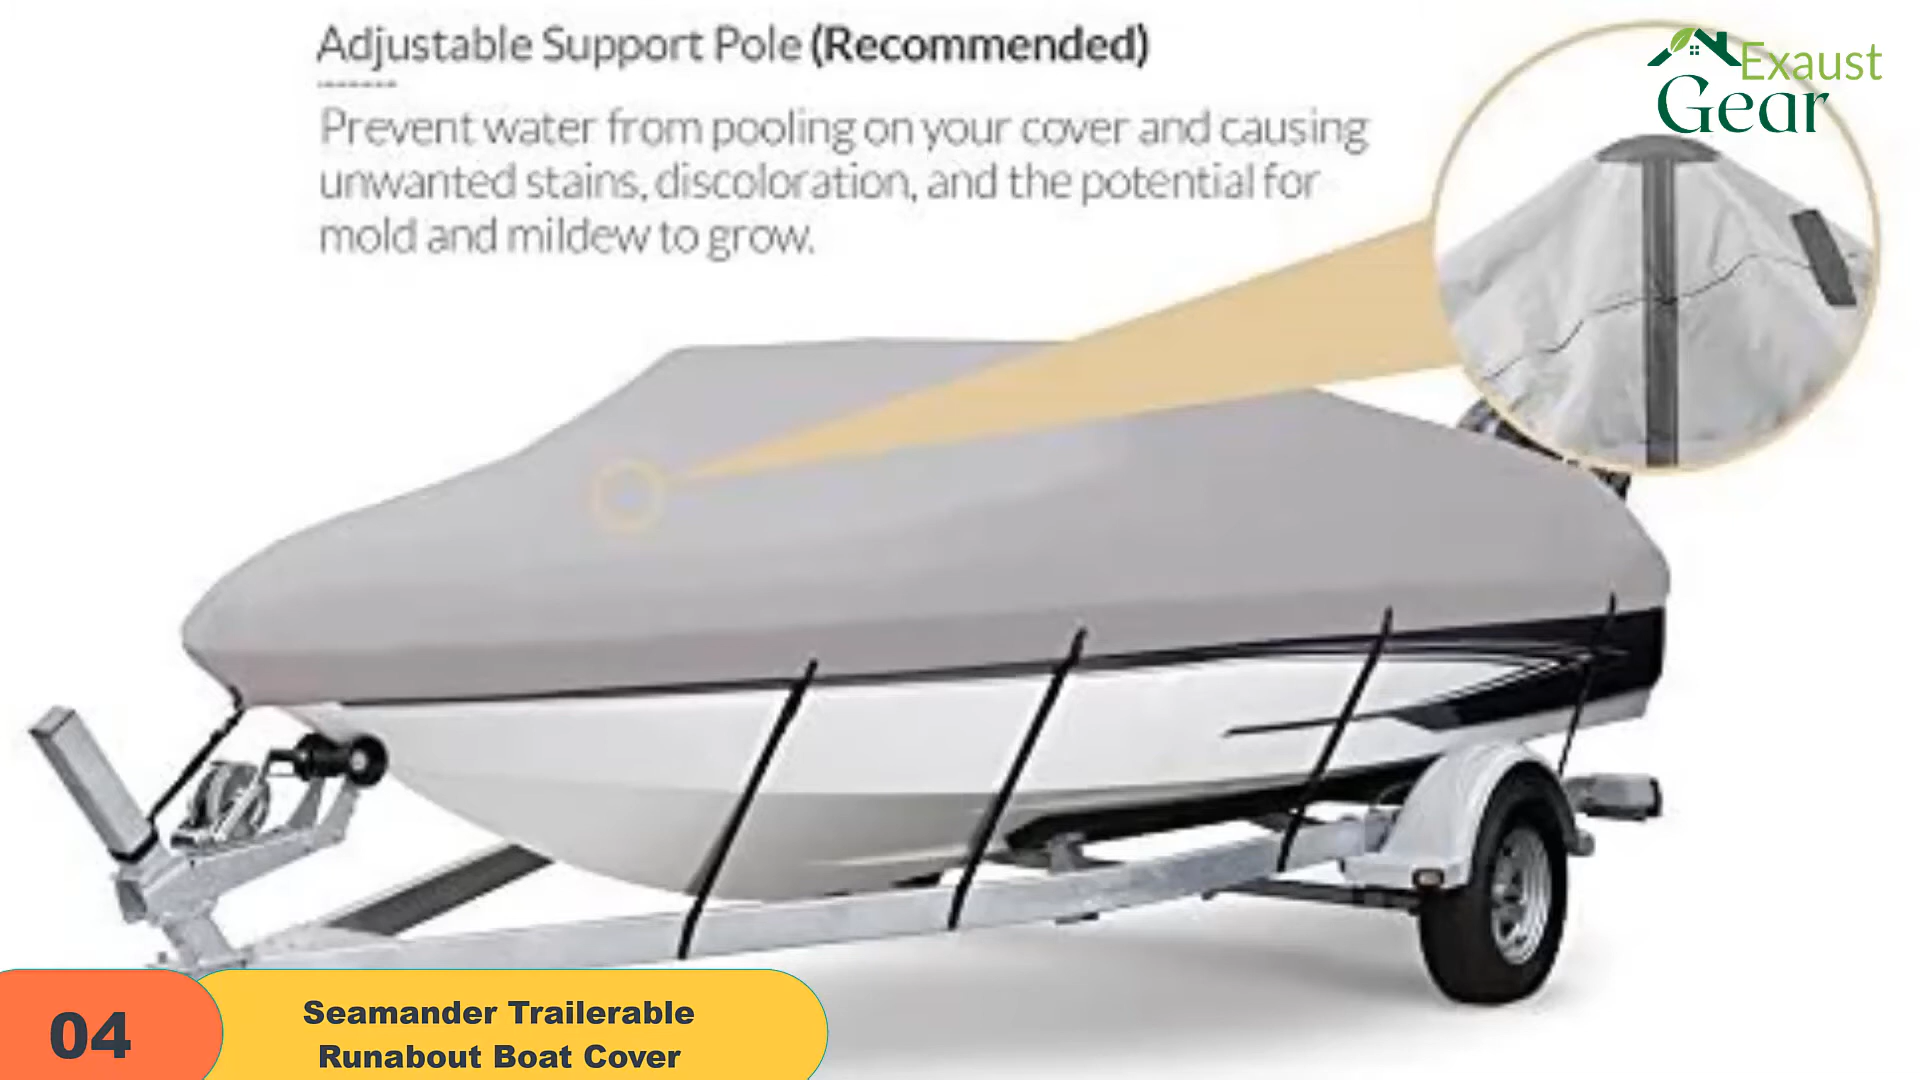 Adjustable Support Pole (Recommended)
Prevent water from pooling on your cover and causing
unwanted stains, discoloration, and the potential for
mold and mildew to grow.
Exaust
Gear
04
Seamander Trailerable
Runabout Boat Cover